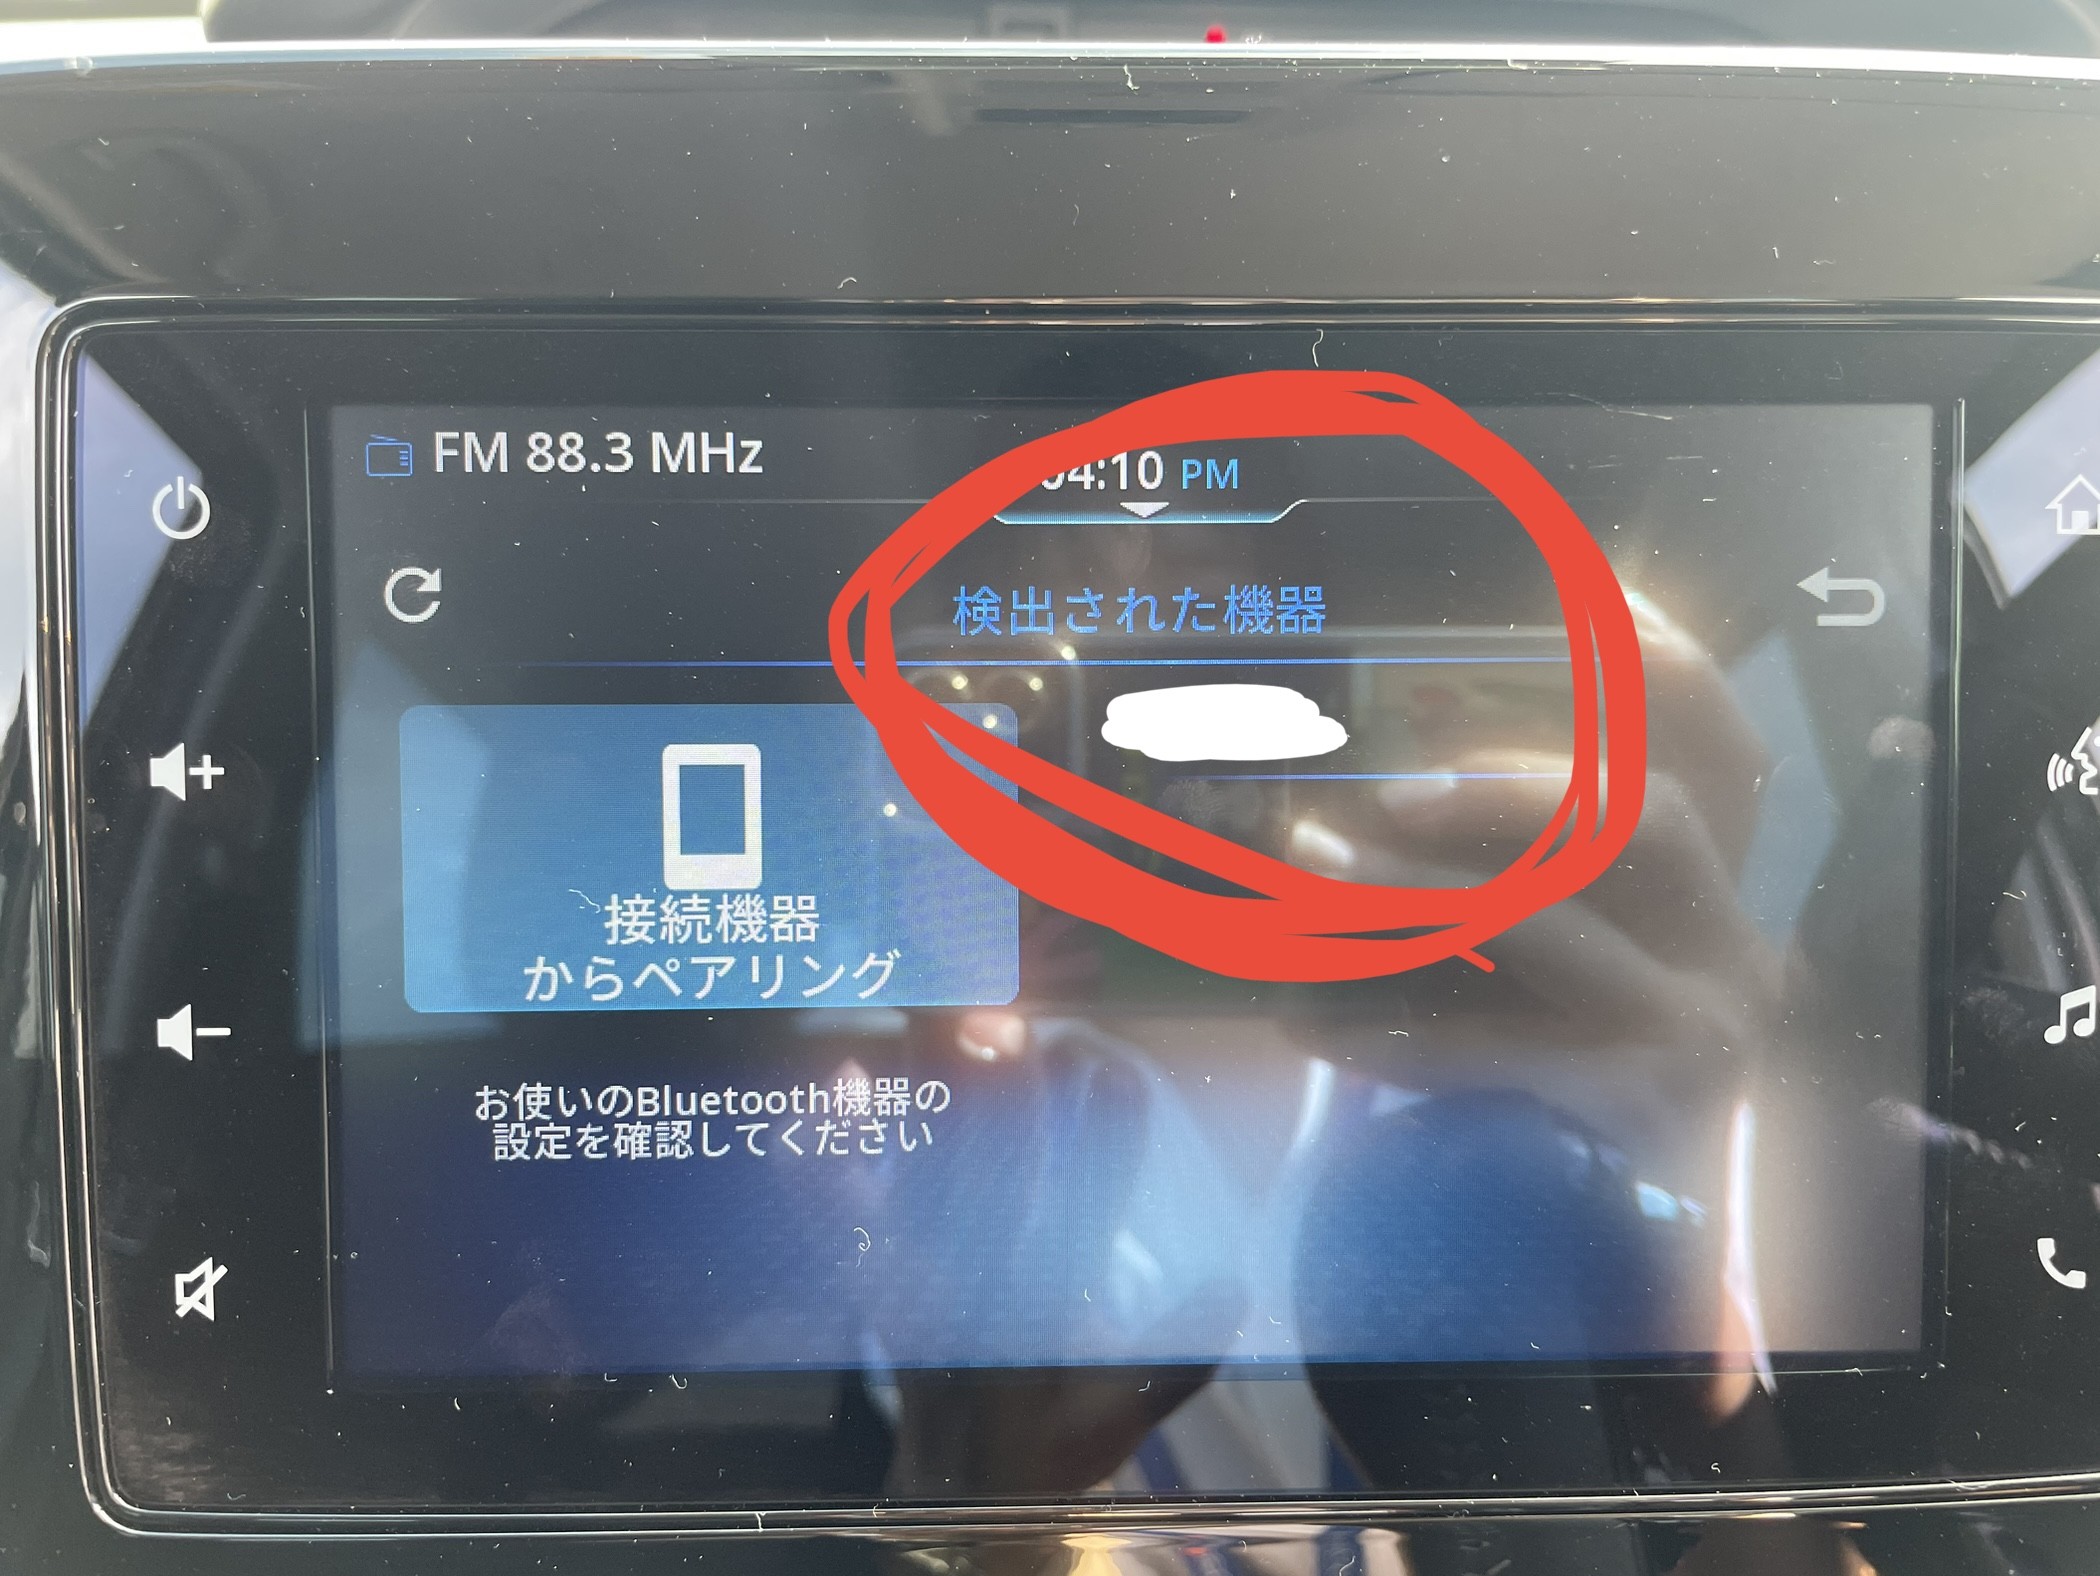 FM 88.3 MHz
04:10 PM
検出された機器
接続機器
からペアリング
お使いのBluetooth機器の
設定を確認してください